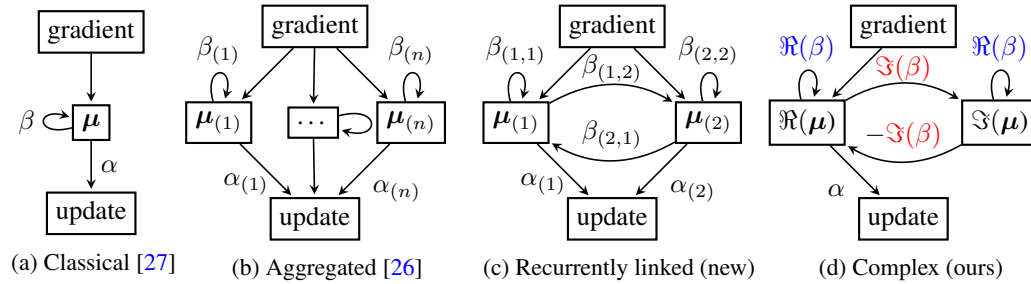 gradient
β
μ
α
update
(a) Classical [27]
gradient
β(1)
β(n)
μ(1)
...
μ(n)
α(1)
α(n)
update
(b) Aggregated [26]
gradient
β(1,1)
β(1,2)
β(2,2)
μ(1)
μ(2)
β(2,1)
α(1)
α(2)
update
(c) Recurrently linked (new)
gradient
ℜ(β)
ℑ(β)
ℜ(β)
ℜ(μ)
ℑ(μ)
−ℑ(β)
α
update
(d) Complex (ours)